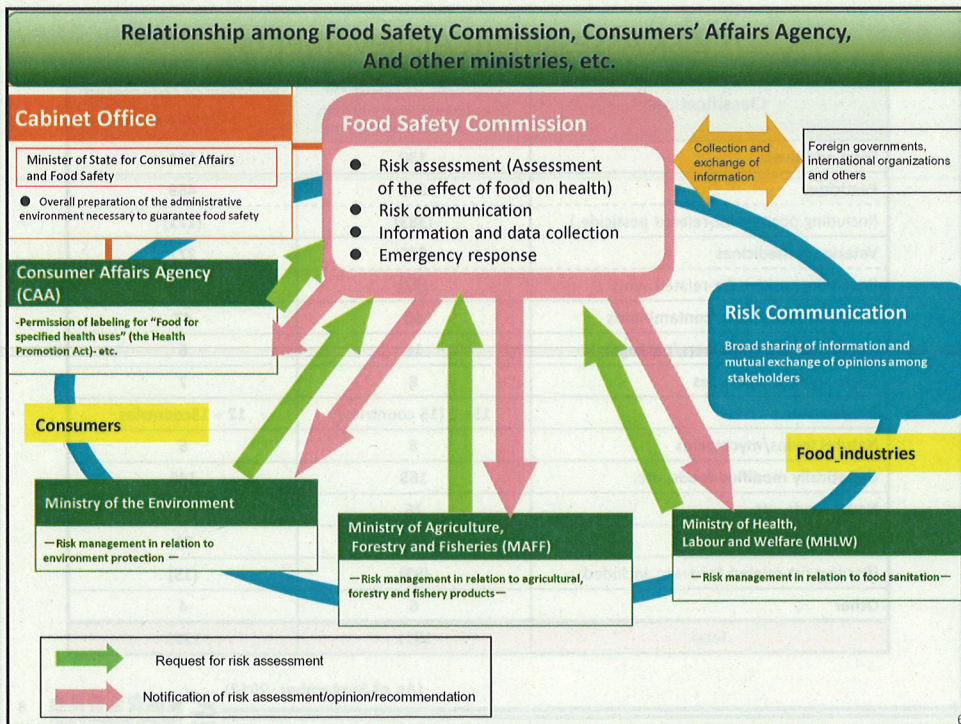 Relationship among Food Safety Commission, Consumers' Affairs Agency,
And other ministries, etc.
Cabinet Office
Minister of State for Consumer Affairs
and Food Safety
● Overall preparation of the administrative
environment necessary to guarantee food safety
Food Safety Commission
● Risk assessment (Assessment
of the effect of food on health)
● Risk communication
● Information and data collection
● Emergency response
Collection and
exchange of
information
Foreign governments,
international organizations
and others
Consumer Affairs Agency
(CAA)
-Permission of labeling for "Food for
specified health uses" (the Health
Promotion Act)- etc.
Risk Communication
Broad sharing of information and
mutual exchange of opinions among
stakeholders
Consumers
Food industries
Ministry of the Environment
—Risk management in relation to
environment protection —
Ministry of Agriculture,
Forestry and Fisheries (MAFF)
—Risk management in relation to agricultural,
forestry and fishery products—
Ministry of Health,
Labour and Welfare (MHLW)
—Risk management in relation to food sanitation—
Request for risk assessment
Notification of risk assessment/opinion/recommendation